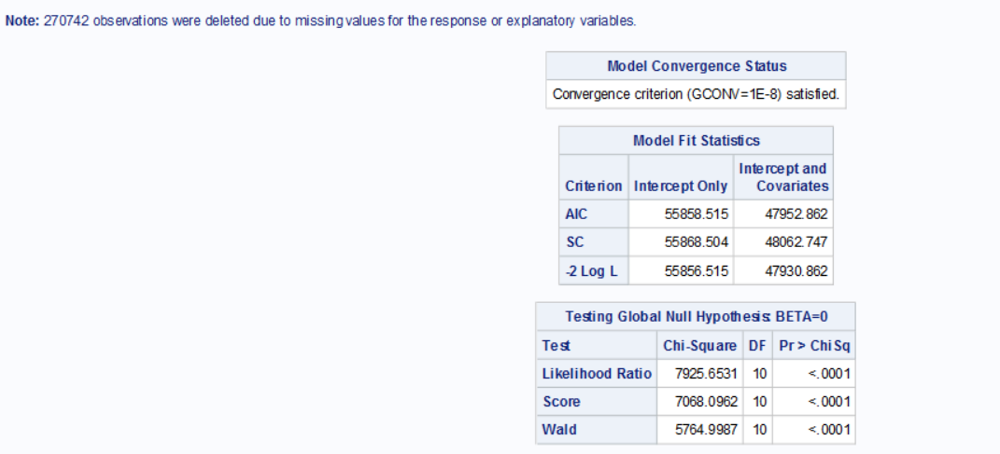 Note: 270742 observations were deleted due to missing values for the response or explanatory variables.
Model Convergence Status
Convergence criterion (GCONV=1E-8) satisfied.
Model Fit Statistics
Criterion Intercept Only Intercept and Covariates
AIC 55858.515 47952.862
SC 55868.504 48062.747
-2 Log L 55856.515 47930.862
Testing Global Null Hypothesis: BETA=0
Test Chi-Square DF Pr > ChiSq
Likelihood Ratio 7925.6531 10 <.0001
Score 7068.0962 10 <.0001
Wald 5764.9987 10 <.0001